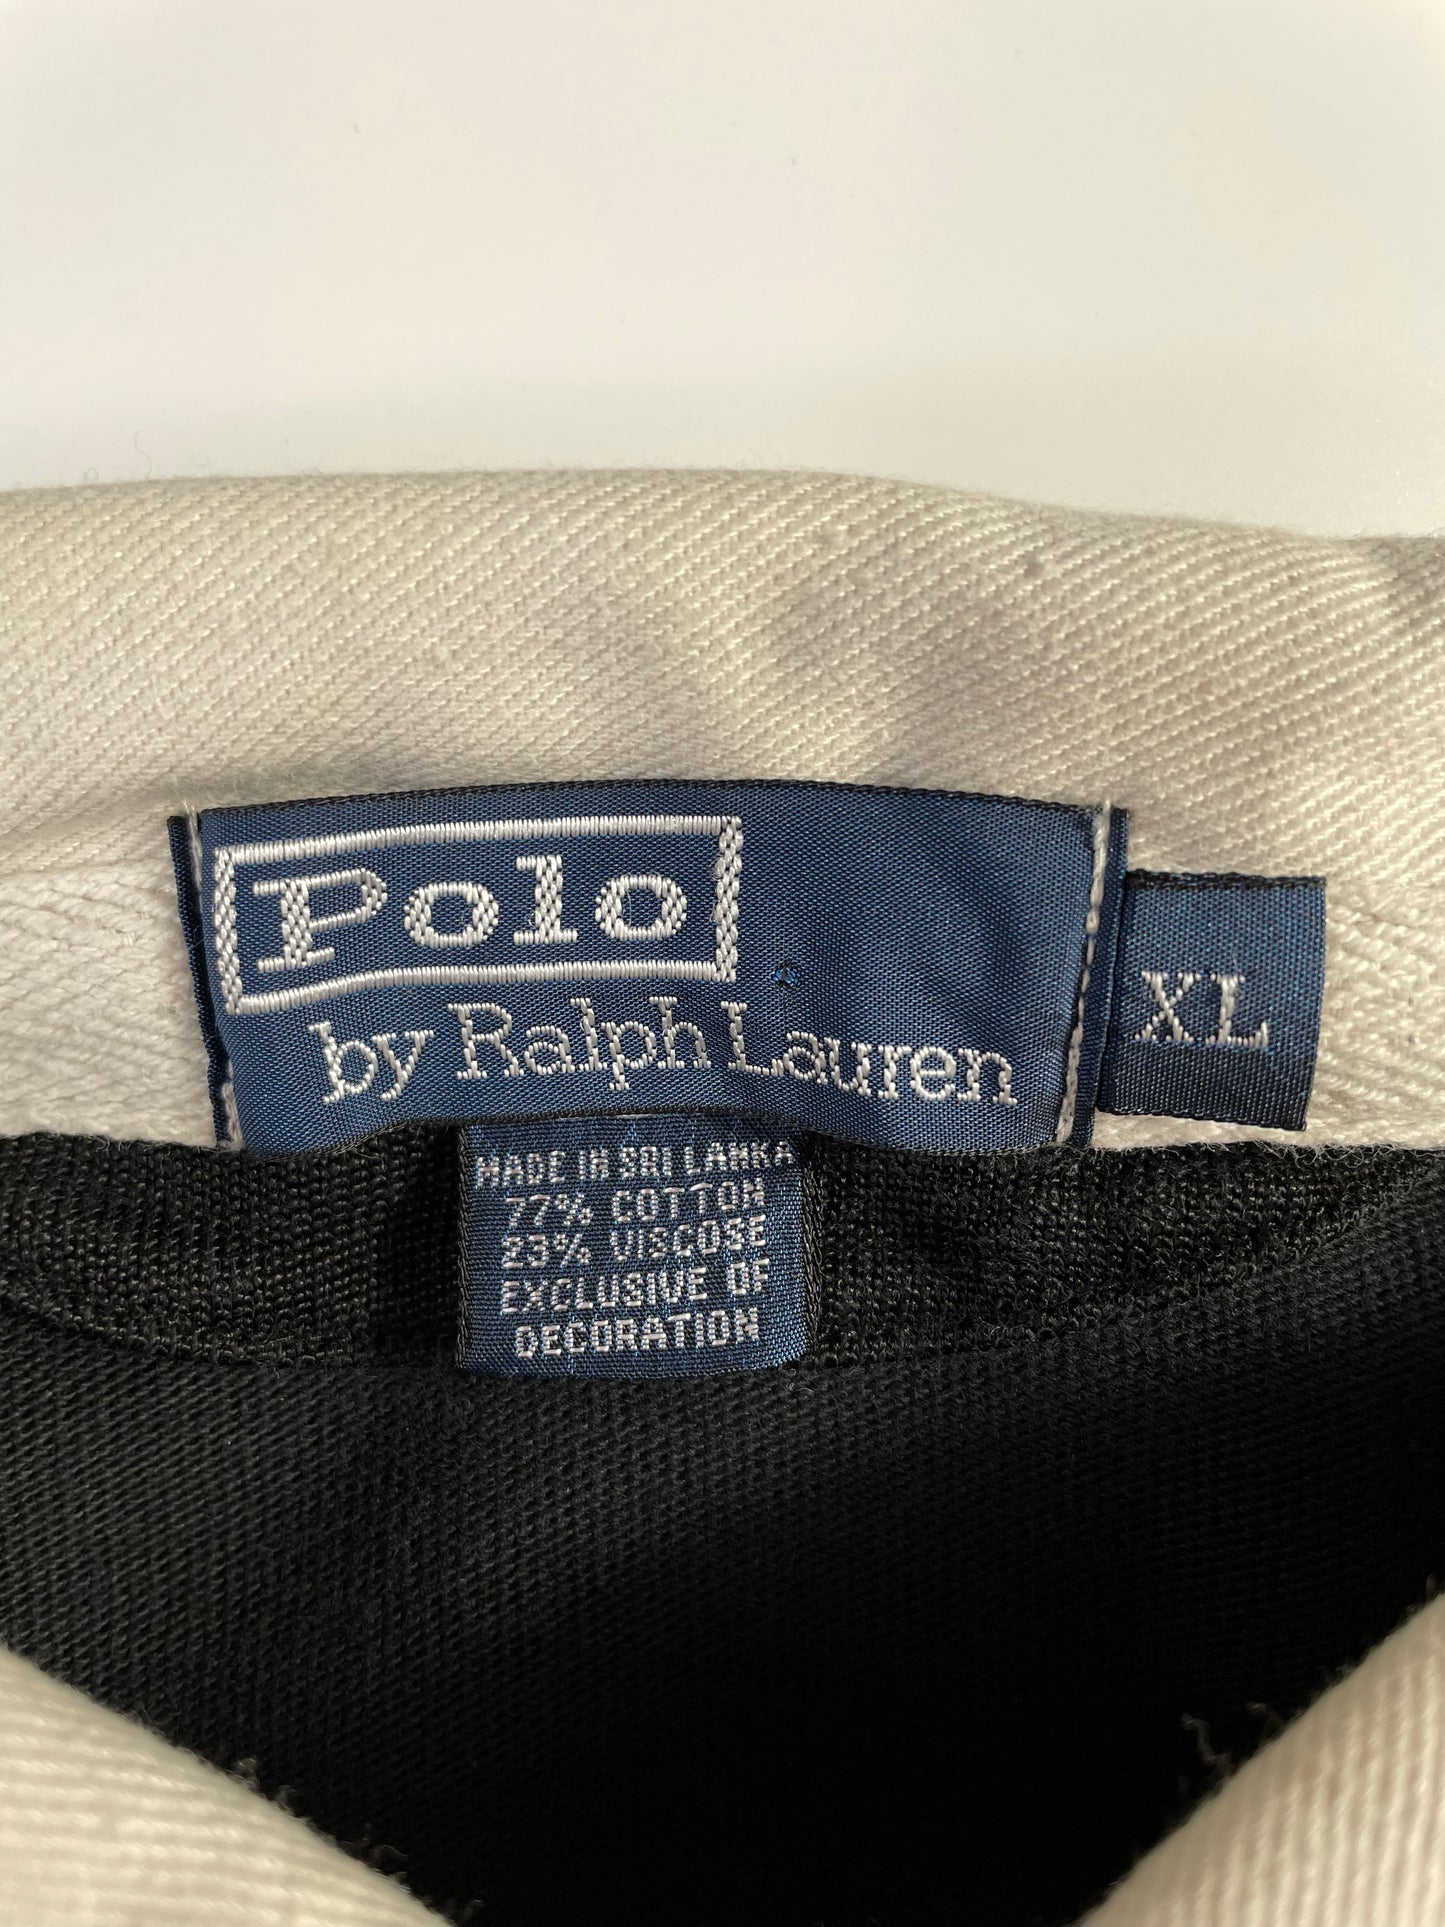 Polo
by Ralph Lauren
XL
MADE IN SRI LANKA
77% COTTON
23% VISCOSE
EXCLUSIVE OF
DECORATION